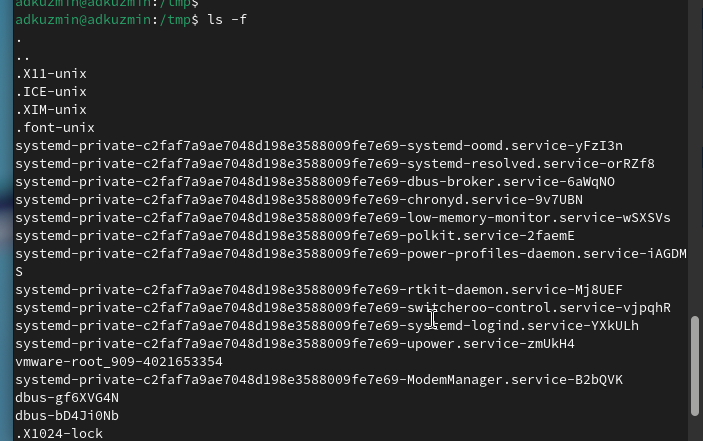 adkuzmin@adkuzmin:/tmp$
adkuzmin@adkuzmin:/tmp$ ls -f
.
..
.X11-unix
.ICE-unix
.XIM-unix
.font-unix
systemd-private-c2faf7a9ae7048d198e3588009fe7e69-systemd-oomd.service-yFzI3n
systemd-private-c2faf7a9ae7048d198e3588009fe7e69-systemd-resolved.service-orRZf8
systemd-private-c2faf7a9ae7048d198e3588009fe7e69-dbus-broker.service-6aWqNO
systemd-private-c2faf7a9ae7048d198e3588009fe7e69-chronyd.service-9v7UBN
systemd-private-c2faf7a9ae7048d198e3588009fe7e69-low-memory-monitor.service-wSXSVs
systemd-private-c2faf7a9ae7048d198e3588009fe7e69-polkit.service-2faemE
systemd-private-c2faf7a9ae7048d198e3588009fe7e69-power-profiles-daemon.service-iAGDM
S
systemd-private-c2faf7a9ae7048d198e3588009fe7e69-rtkit-daemon.service-Mj8UEF
systemd-private-c2faf7a9ae7048d198e3588009fe7e69-switcheroo-control.service-vjpqhR
systemd-private-c2faf7a9ae7048d198e3588009fe7e69-systemd-logind.service-YXkULh
systemd-private-c2faf7a9ae7048d198e3588009fe7e69-upower.service-zmUkH4
vmware-root_909-4021653354
systemd-private-c2faf7a9ae7048d198e3588009fe7e69-ModemManager.service-B2bQVK
dbus-gf6XVG4N
dbus-bD4Ji0Nb
.X1024-lock